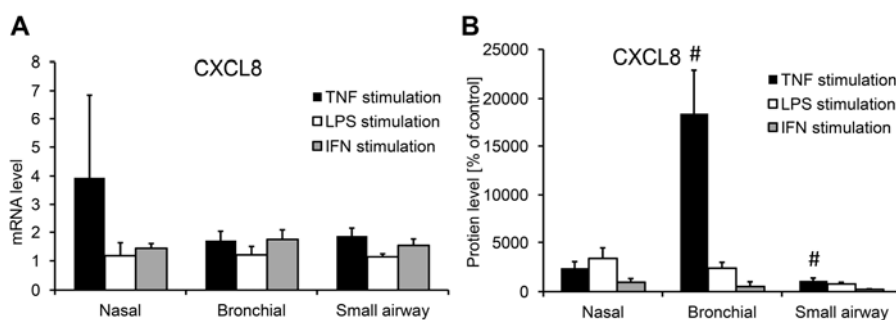 A
CXCL8
8
7
6
5
4
3
2
1
0
mRNA level
TNF stimulation
LPS stimulation
IFN stimulation
Nasal Bronchial Small airway
B
CXCL8
#
25000
20000
15000
10000
5000
0
Protien level [% of control]
TNF stimulation
LPS stimulation
IFN stimulation
#
Nasal Bronchial Small airway